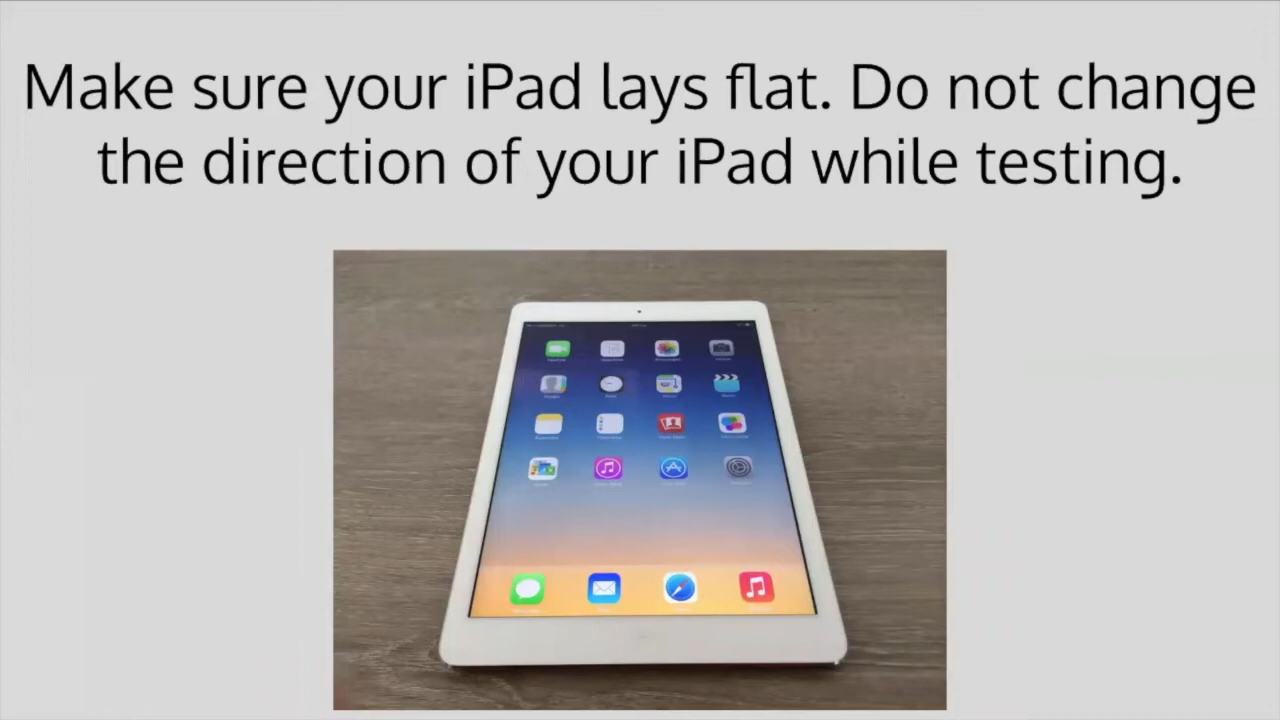 Make sure your iPad lays flat. Do not change
the direction of your iPad while testing.